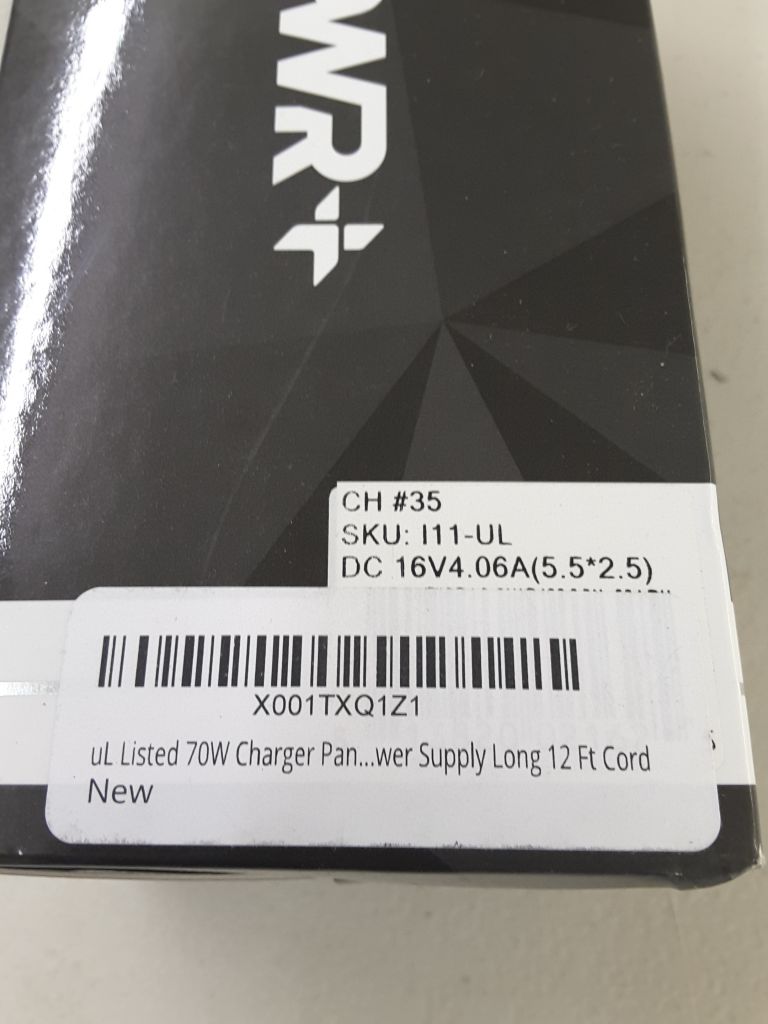 WR+
CH #35
SKU: I11-UL
DC 16V4.06A(5.5*2.5)
X001TXQ1Z1
uL Listed 70W Charger Pan...wer Supply Long 12 Ft Cord
New